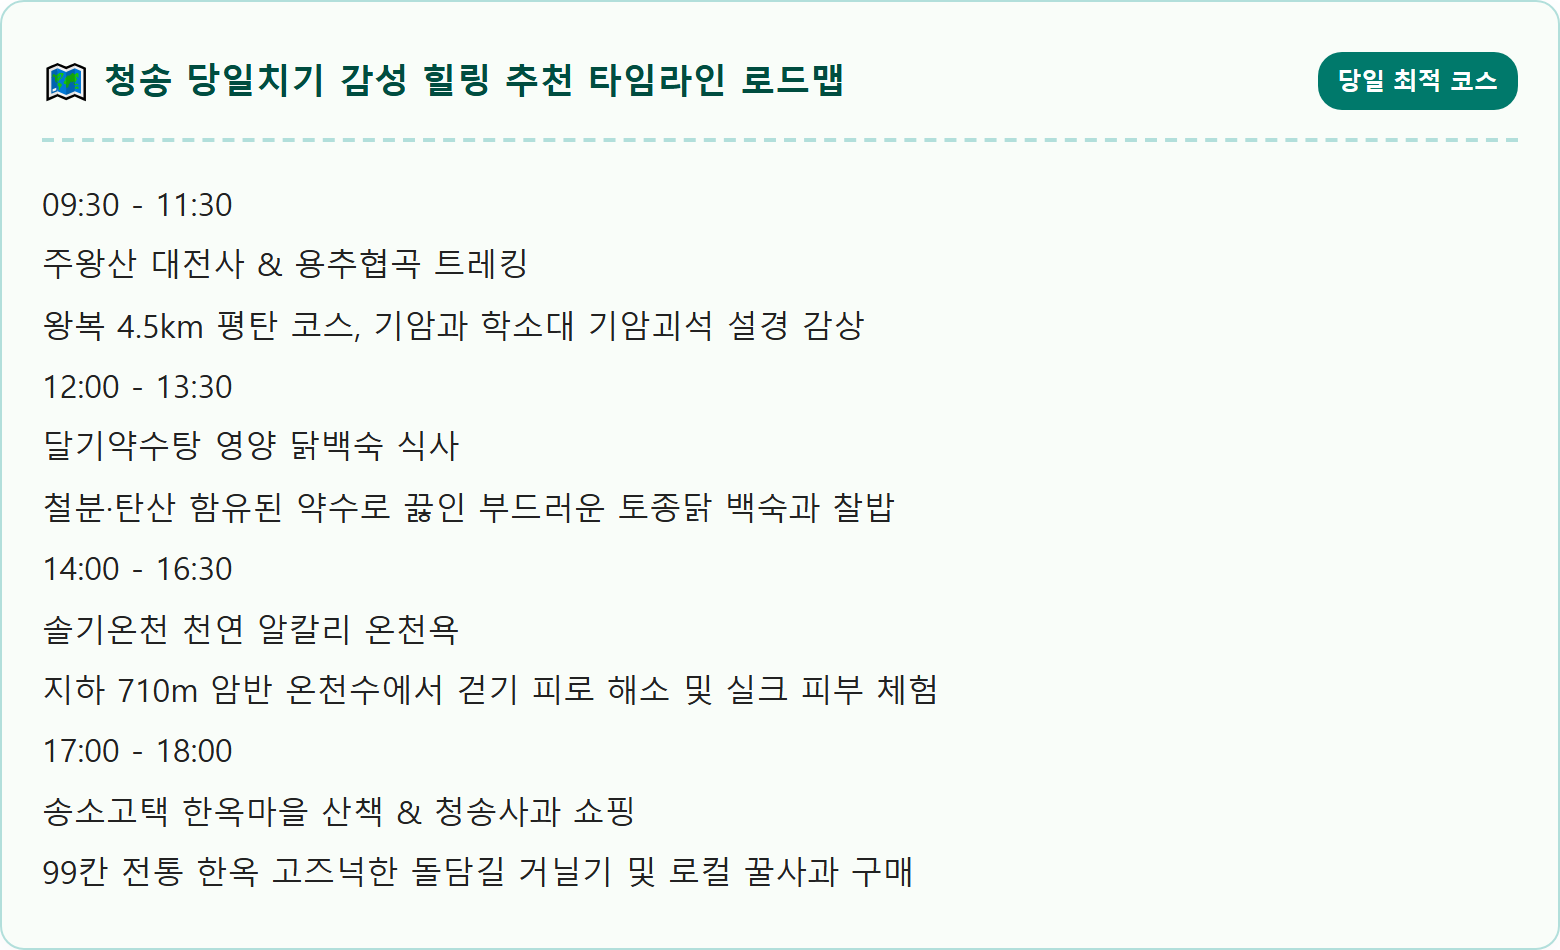 청송 당일치기 감성 힐링 추천 타임라인 로드맵
당일 최적 코스
09:30 - 11:30
주왕산 대전사 & 용추협곡 트레킹
왕복 4.5km 평탄 코스, 기암과 학소대 기암괴석 설경 감상
12:00 - 13:30
달기약수탕 영양 닭백숙 식사
철분·탄산 함유된 약수로 끓인 부드러운 토종닭 백숙과 찰밥
14:00 - 16:30
솔기온천 천연 알칼리 온천욕
지하 710m 암반 온천수에서 걷기 피로 해소 및 실크 피부 체험
17:00 - 18:00
송소고택 한옥마을 산책 & 청송사과 쇼핑
99칸 전통 한옥 고즈넉한 돌담길 거닐기 및 로컬 꿀사과 구매